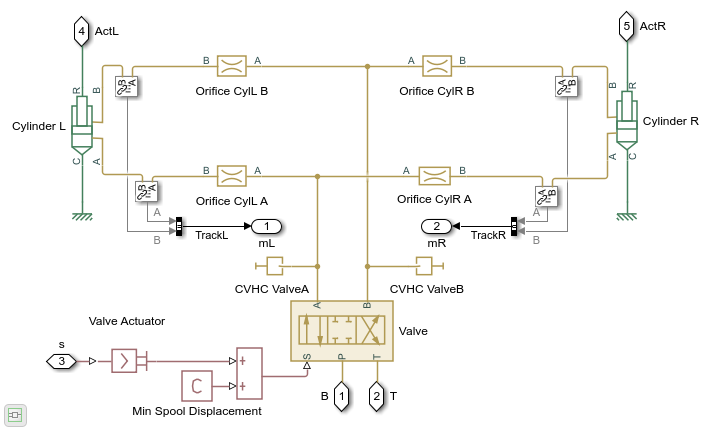 4 ActL
5 ActR
B A
A B
R
B
B A
Orifice CylL B
Orifice CylR B
A B
B
R
Cylinder L
Cylinder R
C
A
B A
A B
A
C
B A
Orifice CylL A
Orifice CylR A
A B
A
B
TrackL
1
mL
2
mR
TrackR
A
B
CVHC ValveA
CVHC ValveB
A
B
Valve Actuator
Valve
s
3
S
P
T
+
+
C
Min Spool Displacement
B 1
2 T